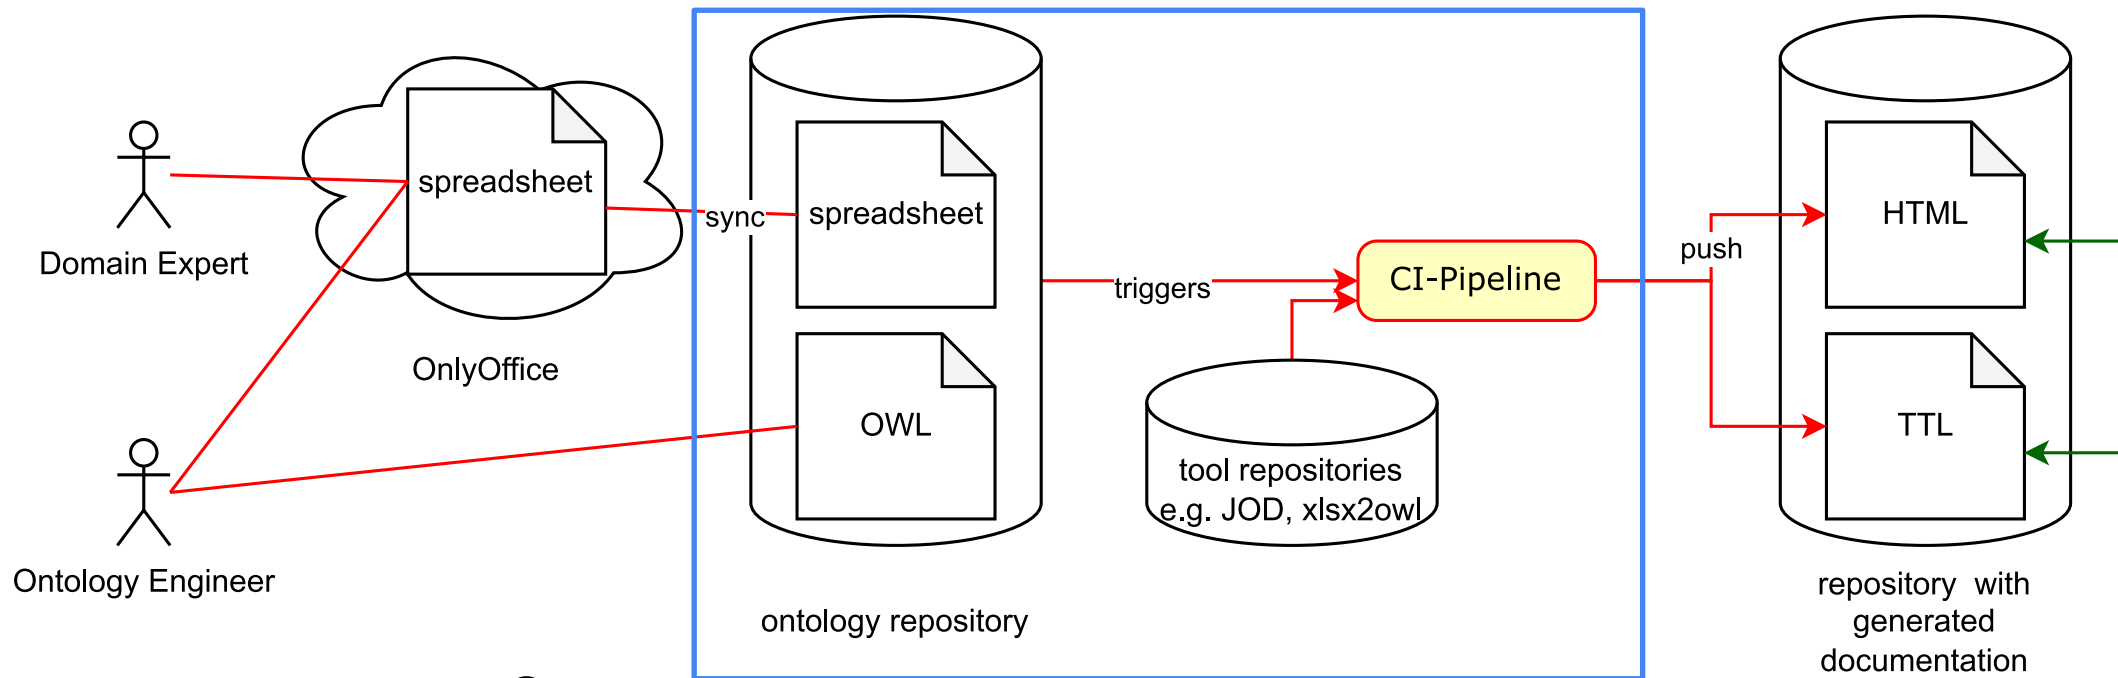 Domain Expert
Ontology Engineer
spreadsheet
OnlyOffice
sync
spreadsheet
OWL
ontology repository
triggers
CI-Pipeline
tool repositories
e.g. JOD, xlsx2owl
push
HTML
TTL
repository with
generated
documentation